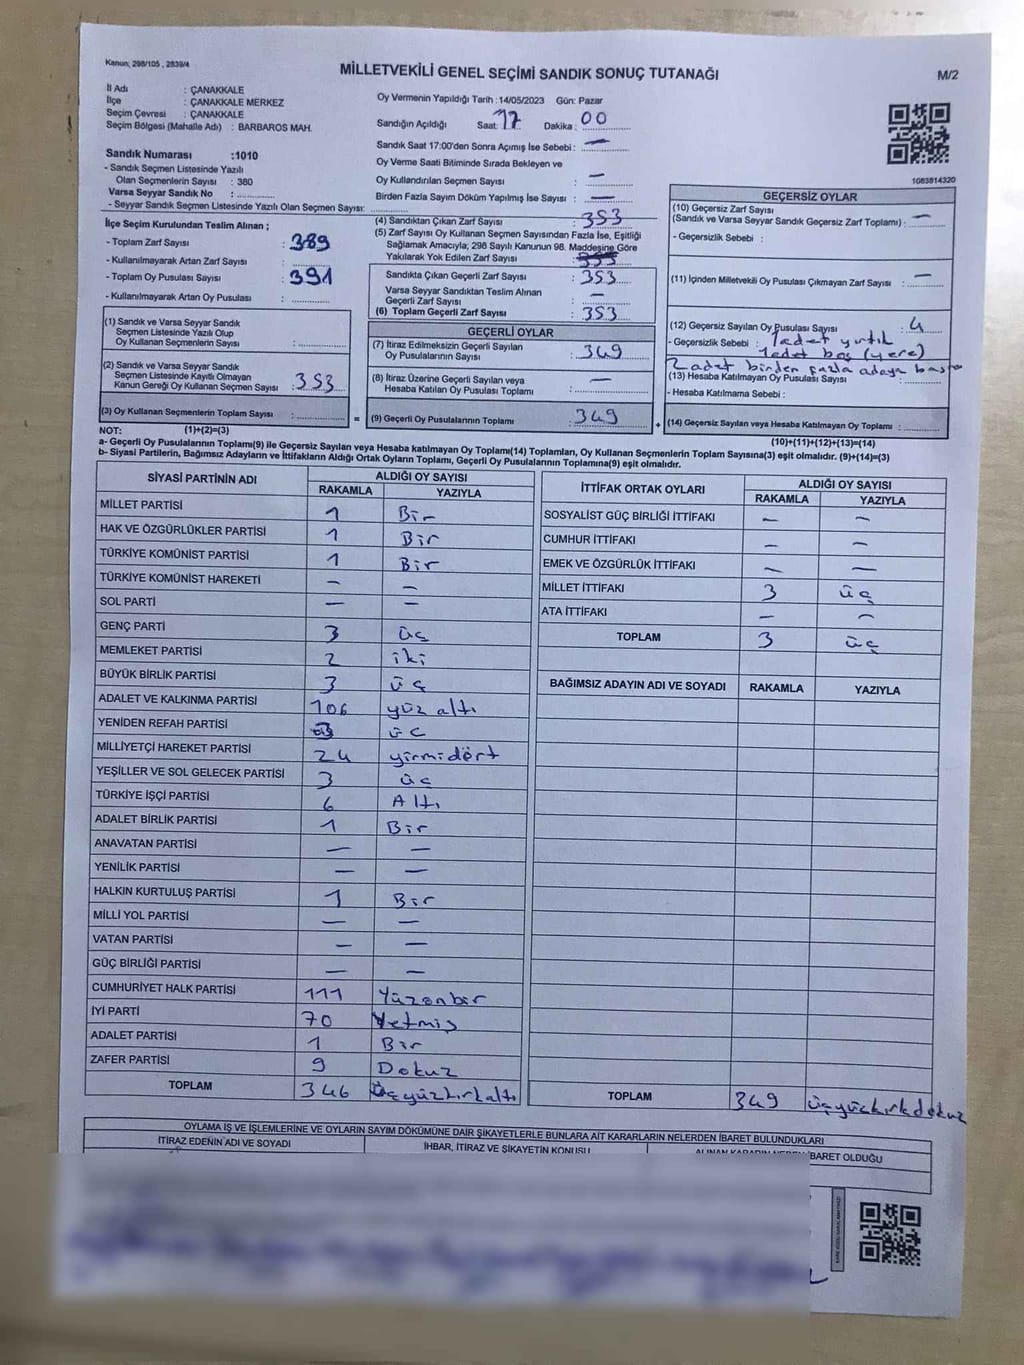 Kanun; 298/105 , 2839/4
MİLLETVEKİLİ GENEL SEÇİMİ SANDIK SONUÇ TUTANAĞI
M/2
İl Adı : ÇANAKKALE
İlçe : ÇANAKKALE MERKEZ
Seçim Çevresi : ÇANAKKALE
Seçim Bölgesi (Mahalle Adı) : BARBAROS MAH.
Sandık Numarası :1010
- Sandık Seçmen Listesinde Yazılı
Olan Seçmenlerin Sayısı : 380
Varsa Seyyar Sandık No :
- Seyyar Sandık Seçmen Listesinde Yazılı Olan Seçmen Sayısı:
Oy Vermenin Yapıldığı Tarih :14/05/2023 Gün: Pazar
Sandığın Açıldığı Saat: 17 Dakika : 00
Sandık Saat 17:00'den Sonra Açımış İse Sebebi : —
Oy Verme Saati Bitiminde Sırada Bekleyen ve
Oy Kullandırılan Seçmen Sayısı : —
Birden Fazla Sayım Döküm Yapılmış İse Sayısı : —
1083814320
İlçe Seçim Kurulundan Teslim Alınan ;
- Toplam Zarf Sayısı : 389
- Kullanılmayarak Artan Zarf Sayısı :
- Toplam Oy Pusulası Sayısı : 391
- Kullanılmayarak Artan Oy Pusulası :
(4) Sandıktan Çıkan Zarf Sayısı : 353
(5) Zarf Sayısı Oy Kullanan Seçmen Sayısından Fazla İse, Eşitliği
Sağlamak Amacıyla; 298 Sayılı Kanunun 98. Maddesine Göre
Yakılarak Yok Edilen Zarf Sayısı :
Sandıkta Çıkan Geçerli Zarf Sayısı : 353
Varsa Seyyar Sandıktan Teslim Alınan
Geçerli Zarf Sayısı : —
(6) Toplam Geçerli Zarf Sayısı : 353
GEÇERSİZ OYLAR
(10) Geçersiz Zarf Sayısı
(Sandık ve Varsa Seyyar Sandık Geçersiz Zarf Toplamı) : —
- Geçersizlik Sebebi :
(11) İçinden Milletvekili Oy Pusulası Çıkmayan Zarf Sayısı : —
(12) Geçersiz Sayılan Oy Pusulası Sayısı : 4
- Geçersizlik Sebebi : 1 adet yırtık
1 adet boş (yere)
2 adet birden fazla adaya bastı
(13) Hesaba Katılmayan Oy Pusulası Sayısı :
- Hesaba Katılmama Sebebi :
(14) Geçersiz Sayılan veya Hesaba Katılmayan Oy Toplamı :
(1) Sandık ve Varsa Seyyar Sandık
Seçmen Listesinde Yazılı Olup
Oy Kullanan Seçmenlerin Sayısı :
(2) Sandık ve Varsa Seyyar Sandık
Seçmen Listesinde Kayıtlı Olmayan
Kanun Gereği Oy Kullanan Seçmen Sayısı : 353
(3) Oy Kullanan Seçmenlerin Toplam Sayısı :
=
GEÇERLİ OYLAR
(7) İtiraz Edilmeksizin Geçerli Sayılan
Oy Pusulalarının Sayısı : 349
(8) İtiraz Üzerine Geçerli Sayılan veya
Hesaba Katılan Oy Pusulası Toplamı : —
(9) Geçerli Oy Pusulalarının Toplamı : 349
+
NOT: (1)+(2)=(3)
(10)+(11)+(12)+(13)=(14)
a- Geçerli Oy Pusulalarının Toplamı(9) ile Geçersiz Sayılan veya Hesaba katılmayan Oy Toplamı(14) Toplamları, Oy Kullanan Seçmenlerin Toplam Sayısına(3) eşit olmalıdır. (9)+(14)=(3)
b- Siyasi Partilerin, Bağımsız Adayların ve İttifakların Aldığı Ortak Oyların Toplamı, Geçerli Oy Pusulalarının Toplamına(9) eşit olmalıdır.
SİYASİ PARTİNİN ADI ALDIĞI OY SAYISI
RAKAMLA YAZIYLA
MİLLET PARTİSİ 1 Bir
HAK VE ÖZGÜRLÜKLER PARTİSİ 1 Bir
TÜRKİYE KOMÜNİST PARTİSİ 1 Bir
TÜRKİYE KOMÜNİST HAREKETİ — —
SOL PARTİ — —
GENÇ PARTİ 3 üç
MEMLEKET PARTİSİ 2 iki
BÜYÜK BİRLİK PARTİSİ 3 üç
ADALET VE KALKINMA PARTİSİ 106 yüz altı
YENİDEN REFAH PARTİSİ 3 üç
MİLLİYETÇİ HAREKET PARTİSİ 24 yirmidört
YEŞİLLER VE SOL GELECEK PARTİSİ 3 üç
TÜRKİYE İŞÇİ PARTİSİ 6 Altı
ADALET BİRLİK PARTİSİ 1 Bir
ANAVATAN PARTİSİ — —
YENİLİK PARTİSİ — —
HALKIN KURTULUŞ PARTİSİ 1 Bir
MİLLİ YOL PARTİSİ — —
VATAN PARTİSİ — —
GÜÇ BİRLİĞİ PARTİSİ — —
CUMHURİYET HALK PARTİSİ 111 Yüzonbir
İYİ PARTİ 70 Yetmiş
ADALET PARTİSİ 1 Bir
ZAFER PARTİSİ 9 Dokuz
TOPLAM 346 Üçyüzkırkaltı
İTTİFAK ORTAK OYLARI ALDIĞI OY SAYISI
RAKAMLA YAZIYLA
SOSYALİST GÜÇ BİRLİĞİ İTTİFAKI — —
CUMHUR İTTİFAKI — —
EMEK VE ÖZGÜRLÜK İTTİFAKI — —
MİLLET İTTİFAKI 3 üç
ATA İTTİFAKI — —
TOPLAM 3 üç
BAĞIMSIZ ADAYIN ADI VE SOYADI RAKAMLA YAZIYLA
TOPLAM 349 üçyüzkırkdokuz
OYLAMA İŞ VE İŞLEMLERİNE VE OYLARIN SAYIM DÖKÜMÜNE DAİR ŞİKAYETLERLE BUNLARA AİT KARARLARIN NELERDEN İBARET BULUNDUKLARI
İTİRAZ EDENİN ADI VE SOYADI İHBAR, İTİRAZ VE ŞİKAYETİN KONUSU ALINAN KARARIN NEDEN İBARET OLDUĞU